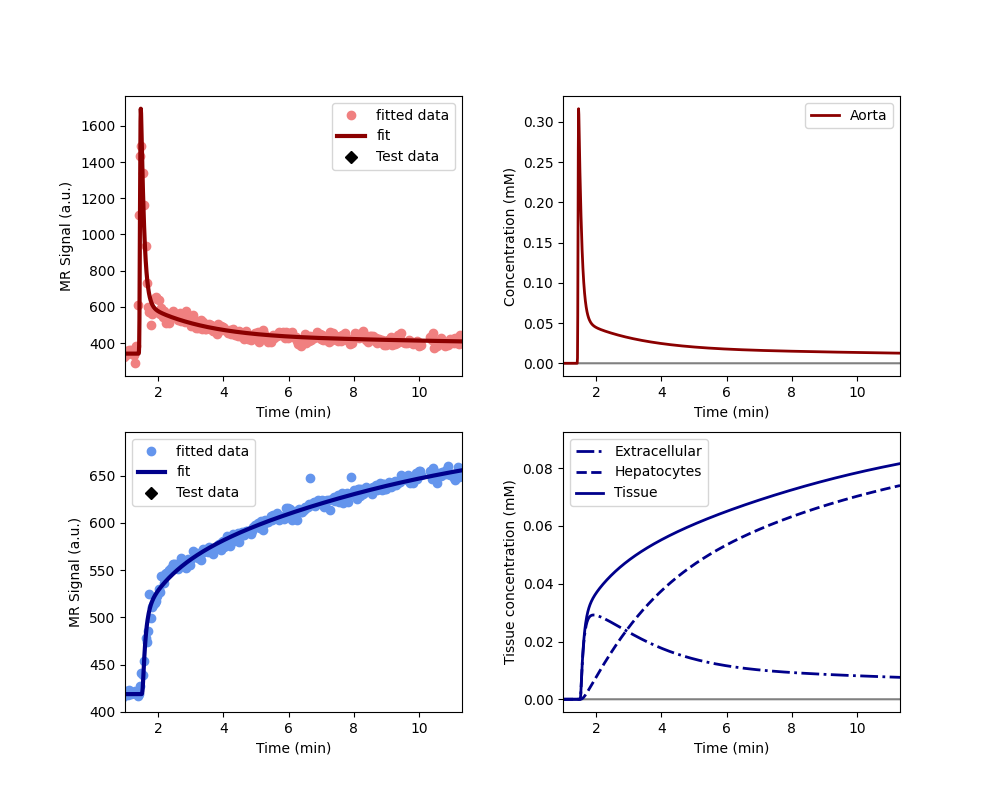 1600
1400
1200
1000
800
600
400
MR Signal (a.u.)
2 4 6 8 10
Time (min)
fitted data
fit
Test data
0.30
0.25
0.20
0.15
0.10
0.05
0.00
Concentration (mM)
2 4 6 8 10
Time (min)
Aorta
650
600
550
500
450
400
MR Signal (a.u.)
2 4 6 8 10
Time (min)
fitted data
fit
Test data
0.08
0.06
0.04
0.02
0.00
Tissue concentration (mM)
2 4 6 8 10
Time (min)
Extracellular
Hepatocytes
Tissue